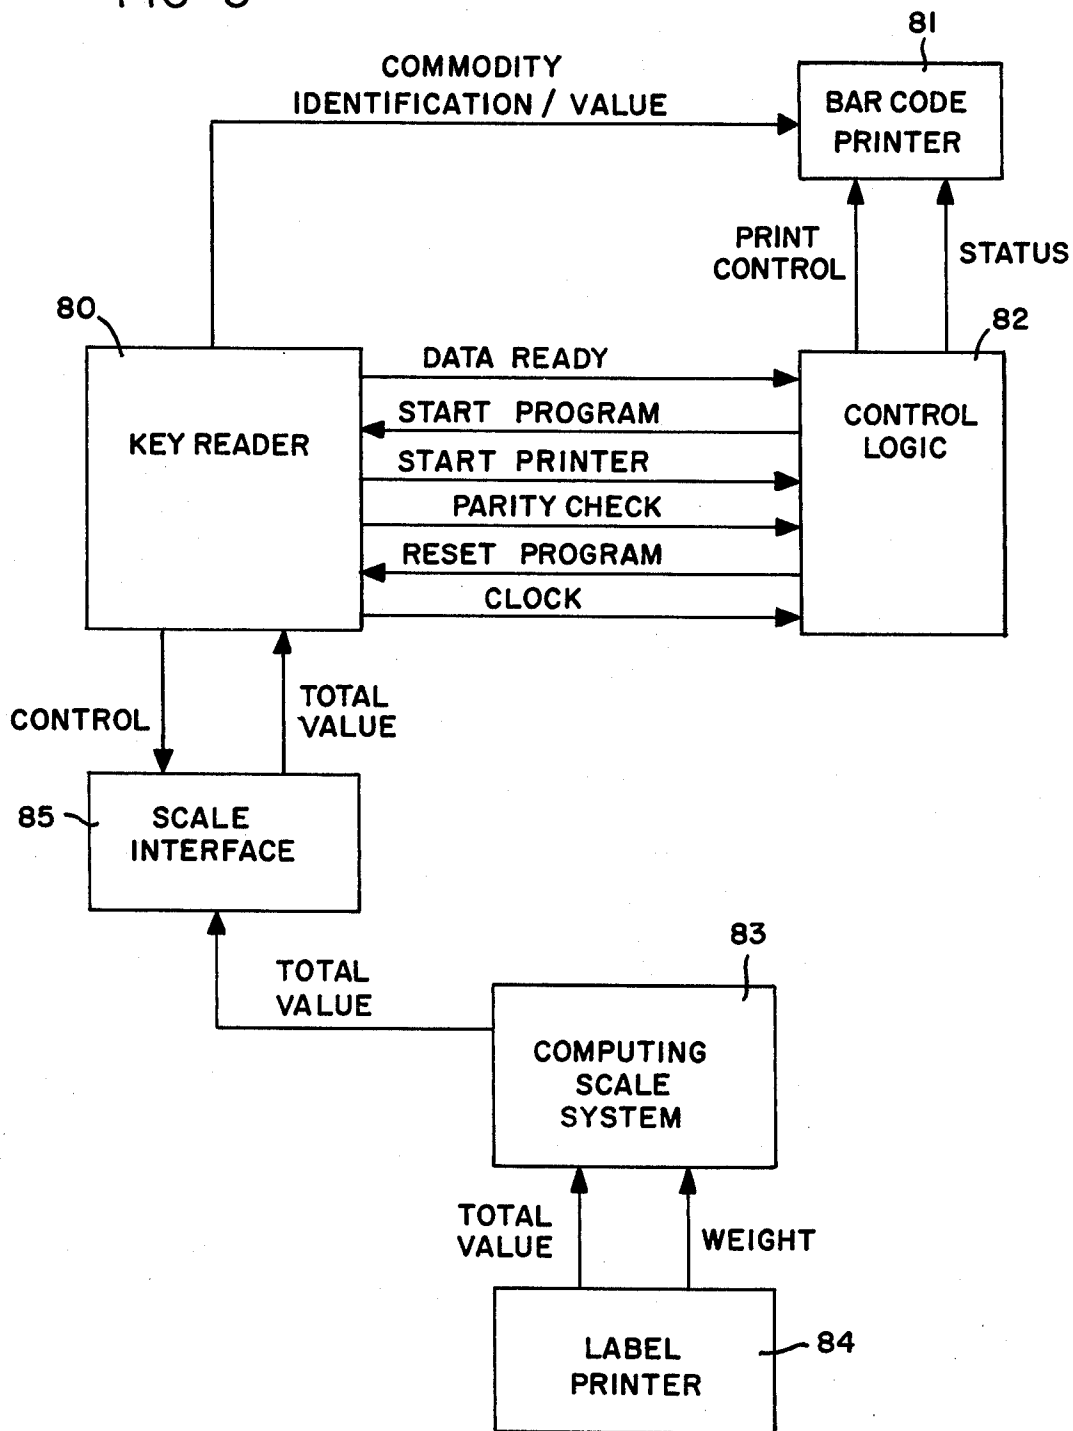 81
COMMODITY
IDENTIFICATION / VALUE
BAR CODE
PRINTER
PRINT
CONTROL
STATUS
80
82
DATA READY
START PROGRAM
KEY READER
CONTROL
LOGIC
START PRINTER
PARITY CHECK
RESET PROGRAM
CLOCK
CONTROL
TOTAL
VALUE
85
SCALE
INTERFACE
83
TOTAL
VALUE
COMPUTING
SCALE
SYSTEM
TOTAL
VALUE
WEIGHT
LABEL
PRINTER
84